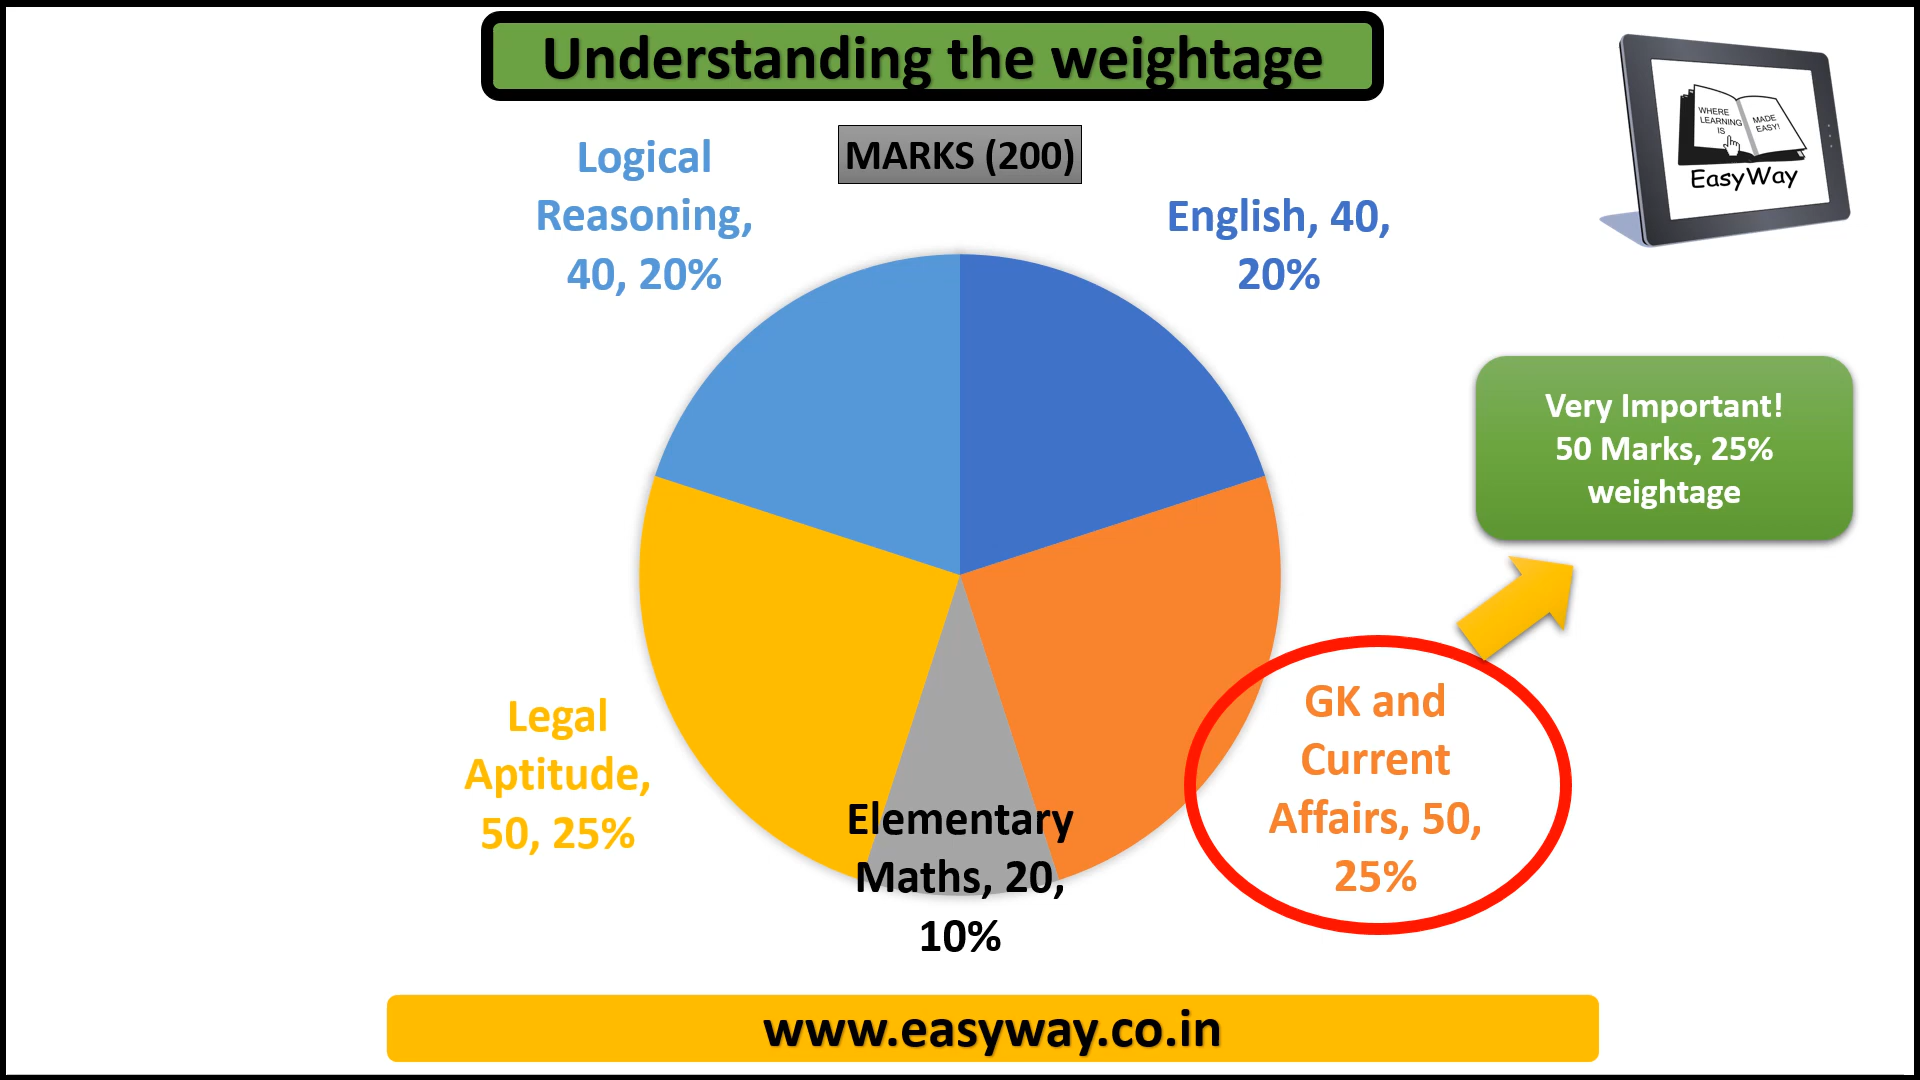 Understanding the weightage
MARKS (200)
Logical
Reasoning,
40, 20%
English, 40,
20%
WHERE
LEARNING
IS
MADE
EASY!
EasyWay
Very Important!
50 Marks, 25%
weightage
GK and
Current
Affairs, 50,
25%
Legal
Aptitude,
50, 25%
Elementary
Maths, 20,
10%
www.easyway.co.in